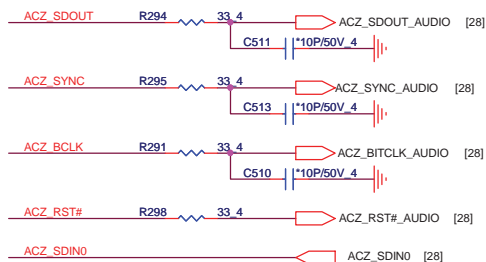 ACZ_SDOUT R294 33_4 ACZ_SDOUT_AUDIO [28]
C511 *10P/50V_4
ACZ_SYNC R295 33_4 ACZ_SYNC_AUDIO [28]
C513 *10P/50V_4
ACZ_BCLK R291 33_4 ACZ_BITCLK_AUDIO [28]
C510 *10P/50V_4
ACZ_RST# R298 33_4 ACZ_RST#_AUDIO [28]
ACZ_SDIN0 ACZ_SDIN0 [28]